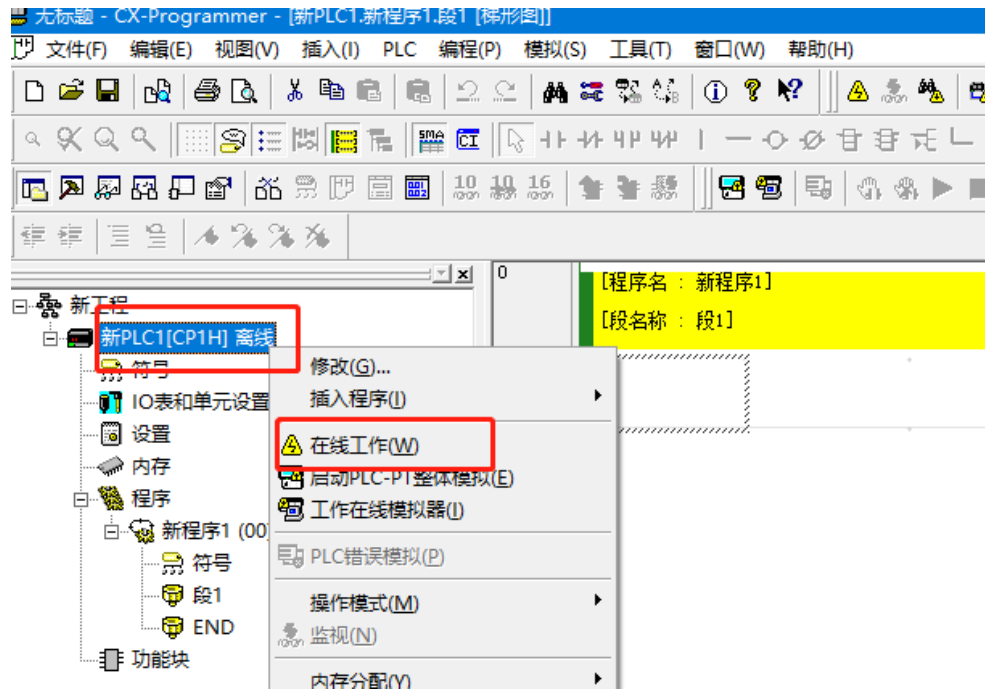 无标题 - CX-Programmer - [新PLC1.新程序1.段1 [梯形图]]
文件(F) 编辑(E) 视图(V) 插入(I) PLC 编程(P) 模拟(S) 工具(T) 窗口(W) 帮助(H)
SMA CI
10 10 16
0
[程序名 : 新程序1]
[段名称 : 段1]
新工程
新PLC1[CP1H] 离线
符号
IO表和单元设置
设置
内存
程序
新程序1 (00)
符号
段1
END
功能块
修改(G)...
插入程序(I)
在线工作(W)
启动PLC-PT整体模拟(E)
工作在线模拟器(I)
PLC错误模拟(P)
操作模式(M)
监视(N)
内存分配(Y)